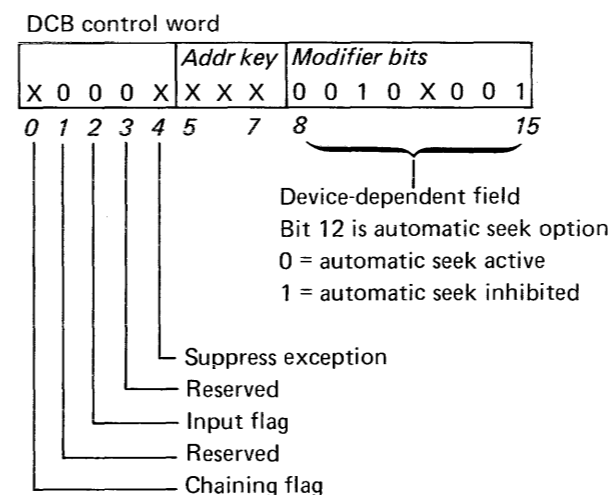 DCB control word
Addr key Modifier bits
X 0 0 0 X X X X 0 0 1 0 X 0 0 1
0 1 2 3 4 5 7 8 15
Device-dependent field
Bit 12 is automatic seek option
0 = automatic seek active
1 = automatic seek inhibited
Suppress exception
Reserved
Input flag
Reserved
Chaining flag